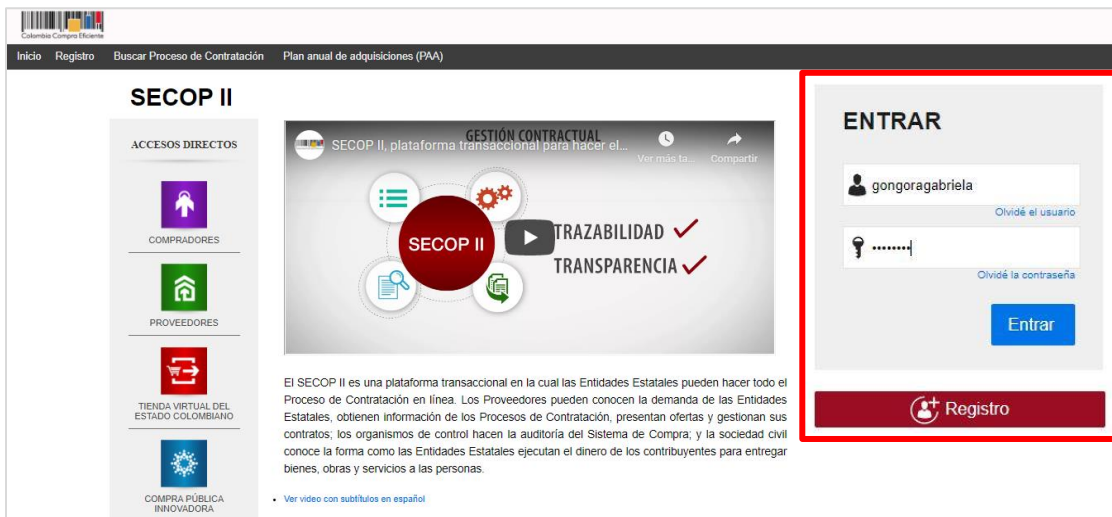 Colombia Compra Eficiente
Inicio Registro Buscar Proceso de Contratación Plan anual de adquisiciones (PAA)
SECOP II
ACCESOS DIRECTOS
COMPRADORES
PROVEEDORES
TIENDA VIRTUAL DEL
ESTADO COLOMBIANO
COMPRA PÚBLICA
INNOVADORA
GESTIÓN CONTRACTUAL
SECOP II, plataforma transaccional para hacer el...
Ver más ta...
Compartir
SECOP II
TRAZABILIDAD
TRANSPARENCIA
El SECOP II es una plataforma transaccional en la cual las Entidades Estatales pueden hacer todo el
Proceso de Contratación en línea. Los Proveedores pueden conocen la demanda de las Entidades
Estatales, obtienen información de los Procesos de Contratación, presentan ofertas y gestionan sus
contratos; los organismos de control hacen la auditoría del Sistema de Compra; y la sociedad civil
conoce la forma como las Entidades Estatales ejecutan el dinero de los contribuyentes para entregar
bienes, obras y servicios a las personas.
• Ver video con subtítulos en español
ENTRAR
gongoragabriela
Olvidé el usuario
••••••••
Olvidé la contraseña
Entrar
Registro